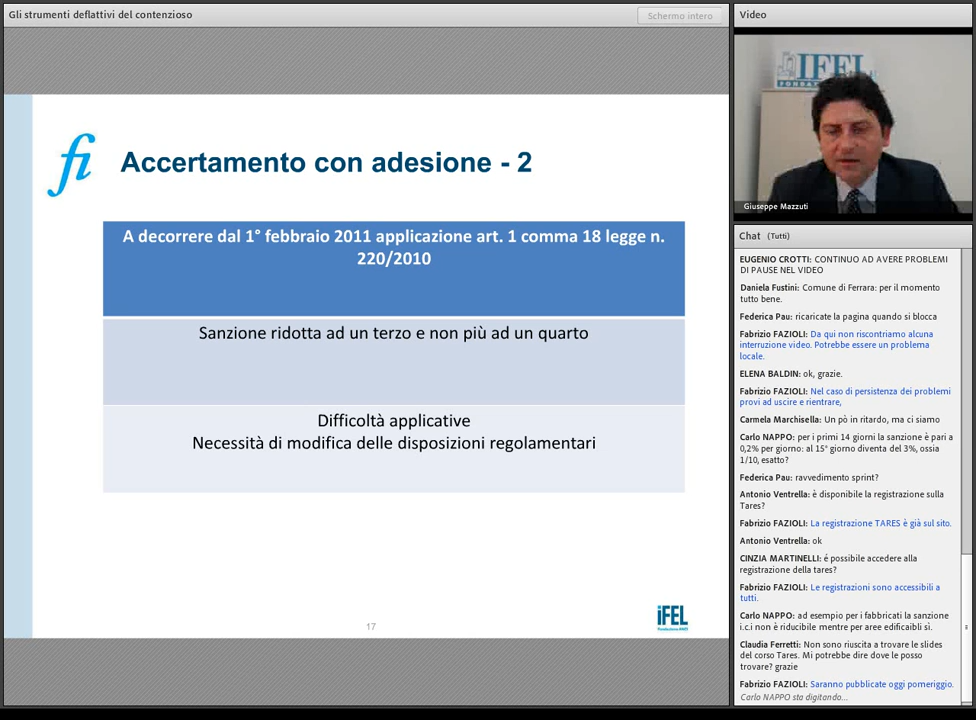 Gli strumenti deflattivi del contenzioso
Schermo intero
fi
Accertamento con adesione - 2
A decorrere dal 1° febbraio 2011 applicazione art. 1 comma 18 legge n.
220/2010
Sanzione ridotta ad un terzo e non più ad un quarto
Difficoltà applicative
Necessità di modifica delle disposizioni regolamentari
17
iFEL
Video
IFEL
Giuseppe Mazzuti
Chat (Tutti)
EUGENIO CROTTI: CONTINUO AD AVERE PROBLEMI
DI PAUSE NEL VIDEO
Daniela Fustini: Comune di Ferrara: per il momento
tutto bene.
Federica Pau: ricaricate la pagina quando si blocca
Fabrizio FAZIOLI: Da qui non riscontriamo alcuna
interruzione video. Potrebbe essere un problema
locale.
ELENA BALDIN: ok, grazie.
Fabrizio FAZIOLI: Nel caso di persistenza dei problemi
provi ad uscire e rientrare,
Carmela Marchisella: Un pò in ritardo, ma ci siamo
Carlo NAPPO: per i primi 14 giorni la sanzione è pari a
0,2% per giorno: al 15° giorno diventa del 3%, ossia
1/10, esatto?
Federica Pau: ravvedimento sprint?
Antonio Ventrella: è disponibile la registrazione sulla
Tares?
Fabrizio FAZIOLI: La registrazione TARES è già sul sito.
Antonio Ventrella: ok
CINZIA MARTINELLI: é possibile accedere alla
registrazione della tares?
Fabrizio FAZIOLI: Le registrazioni sono accessibili a
tutti.
Carlo NAPPO: ad esempio per i fabbricati la sanzione
i.c.i non è riducibile mentre per aree edificaibli sì.
Claudia Ferretti: Non sono riuscita a trovare le slides
del corso Tares. Mi potrebbe dire dove le posso
trovare? grazie
Fabrizio FAZIOLI: Saranno pubblicate oggi pomeriggio.
Carlo NAPPO sta digitando...